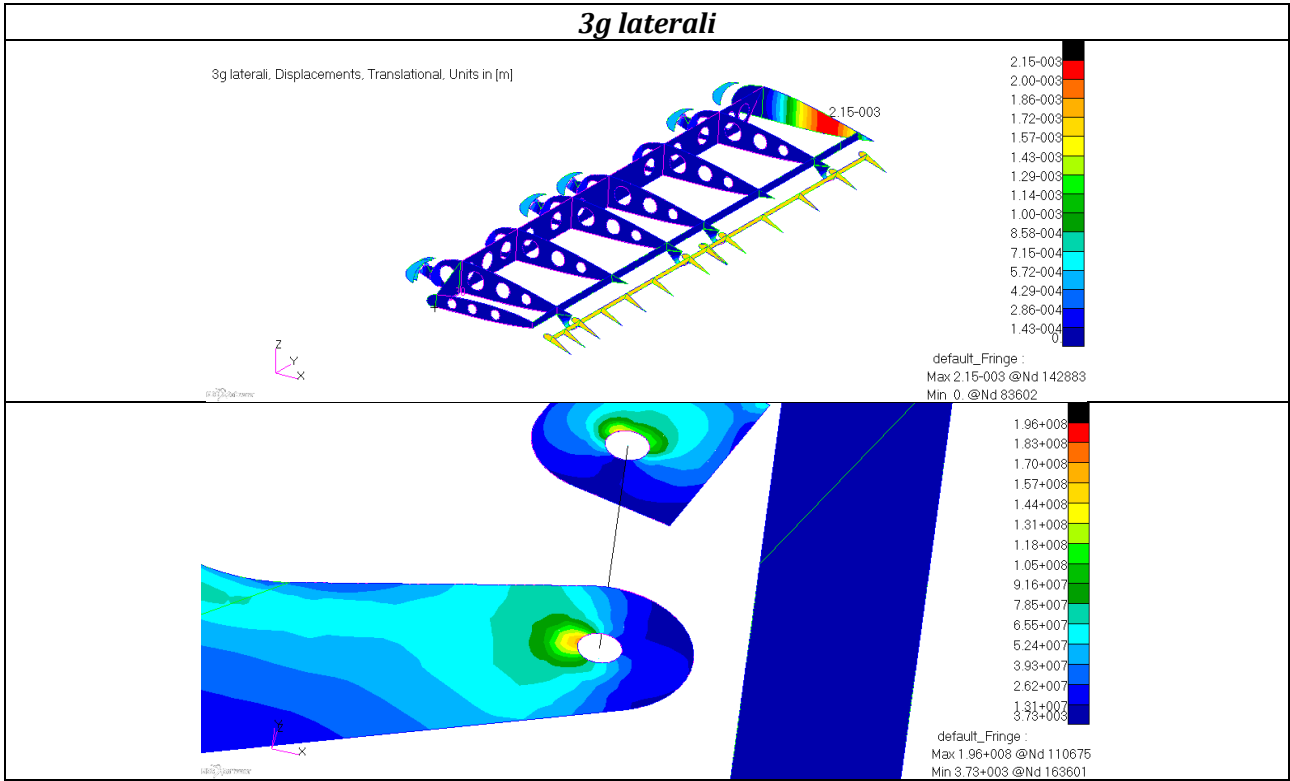 3g laterali
3g laterali, Displacements, Translational, Units in [m]
2.15-003
2.15-003
2.00-003
1.86-003
1.72-003
1.57-003
1.43-003
1.29-003
1.14-003
1.00-003
8.58-004
7.15-004
5.72-004
4.29-004
2.86-004
1.43-004
0.
Z
Y
X
default_Fringe :
Max 2.15-003 @Nd 142883
Min 0. @Nd 83602
1.96+008
1.83+008
1.70+008
1.57+008
1.44+008
1.31+008
1.18+008
1.05+008
9.16+007
7.85+007
6.55+007
5.24+007
3.93+007
2.62+007
1.31+007
3.73+003
X
default_Fringe :
Max 1.96+008 @Nd 110675
Min 3.73+003 @Nd 163601